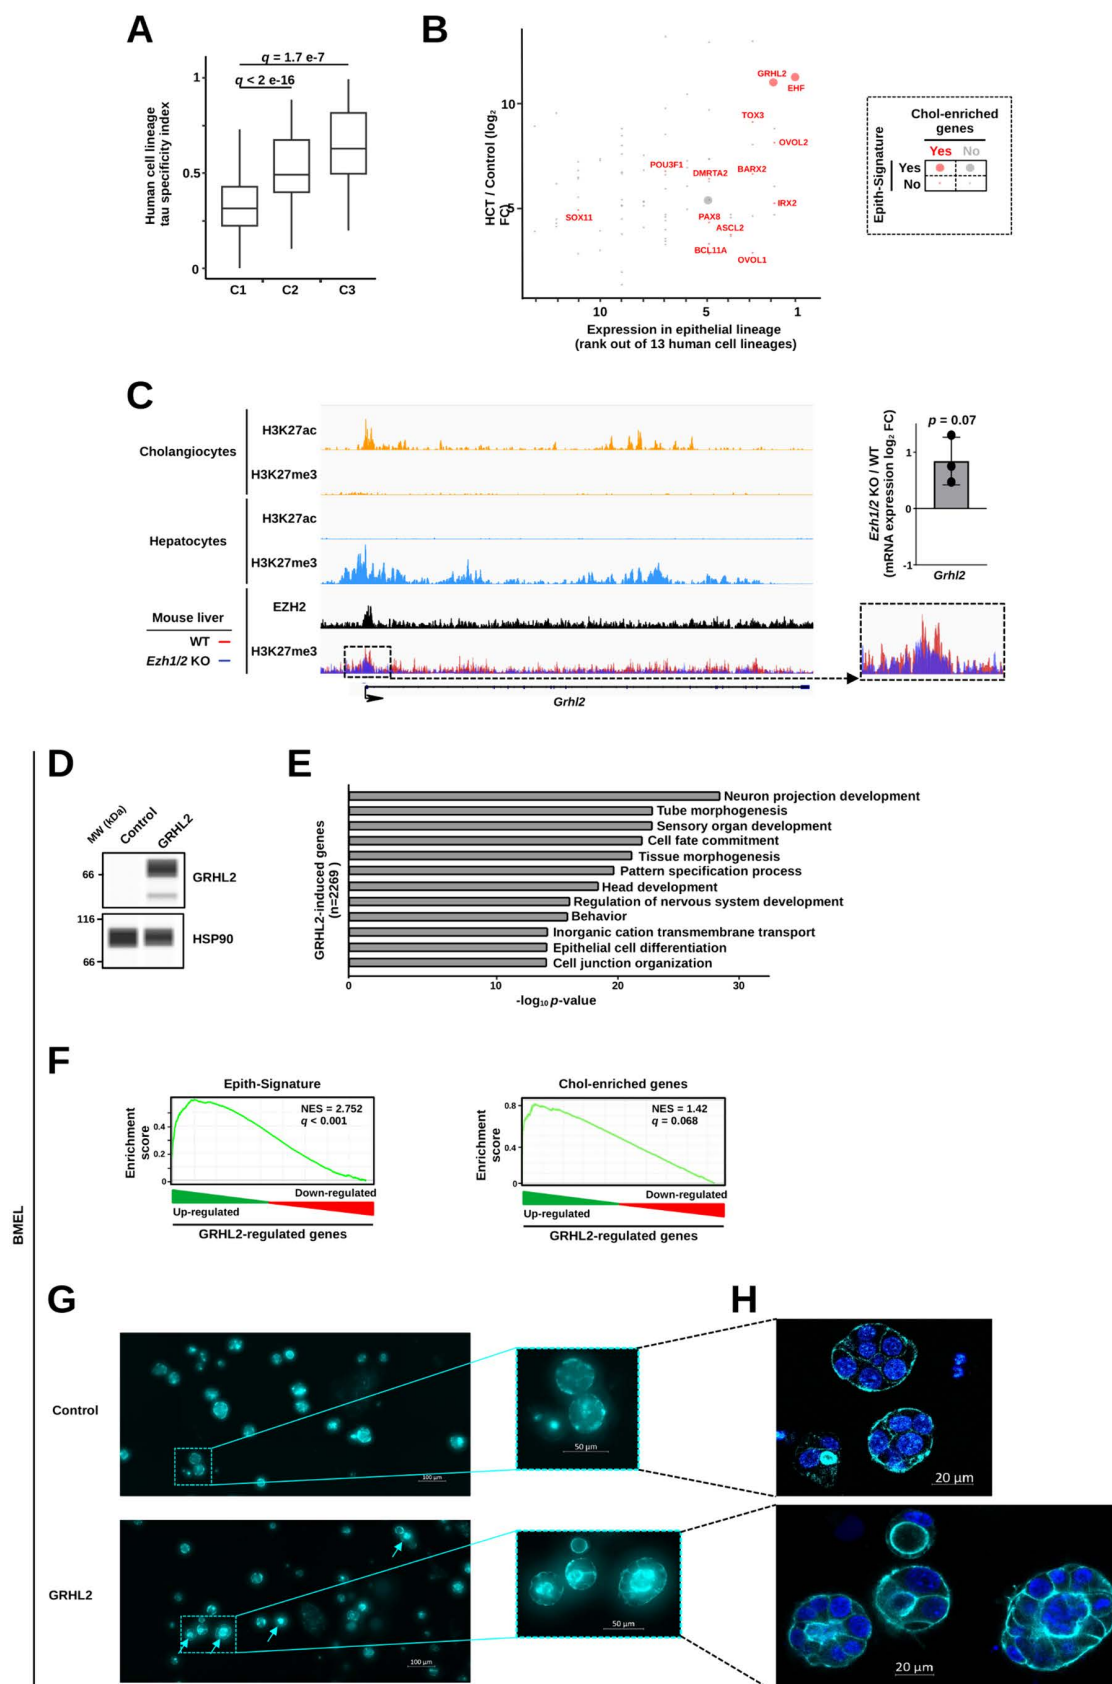 A
Human cell lineage
tau specificity index
1
0.5
0
q = 1.7 e-7
q < 2 e-16
C1
C2
C3
B
HCT / Control (log2
FC)
10
5
GRHL2
EHF
TOX3
OVOL2
POU3F1
DMRTA2
BARX2
IRX2
SOX11
PAX8
ASCL2
BCL11A
OVOL1
10
5
1
Expression in epithelial lineage
(rank out of 13 human cell lineages)
Chol-enriched
genes
Yes
No
Epith-Signature
Yes
No
C
Cholangiocytes
H3K27ac
H3K27me3
Hepatocytes
H3K27ac
H3K27me3
Mouse liver
WT
Ezh1/2 KO
EZH2
H3K27me3
Grhl2
Ezh1/2 KO / WT
(mRNA expression log2 FC)
p = 0.07
1
0
-1
Grhl2
BMEL
D
MW (kDa)
Control
GRHL2
66
GRHL2
116
HSP90
66
E
GRHL2-induced genes
(n=2269 )
Neuron projection development
Tube morphogenesis
Sensory organ development
Cell fate commitment
Tissue morphogenesis
Pattern specification process
Head development
Regulation of nervous system development
Behavior
Inorganic cation transmembrane transport
Epithelial cell differentiation
Cell junction organization
0
10
20
30
-log10 p-value
F
Epith-Signature
Enrichment
score
0.4
0.2
0
NES = 2.752
q < 0.001
Down-regulated
Up-regulated
GRHL2-regulated genes
Chol-enriched genes
Enrichment
score
0.8
0.4
0
NES = 1.42
q = 0.068
Down-regulated
Up-regulated
GRHL2-regulated genes
G
H
Control
100 µm
50 µm
20 µm
GRHL2
100 µm
50 µm
20 µm